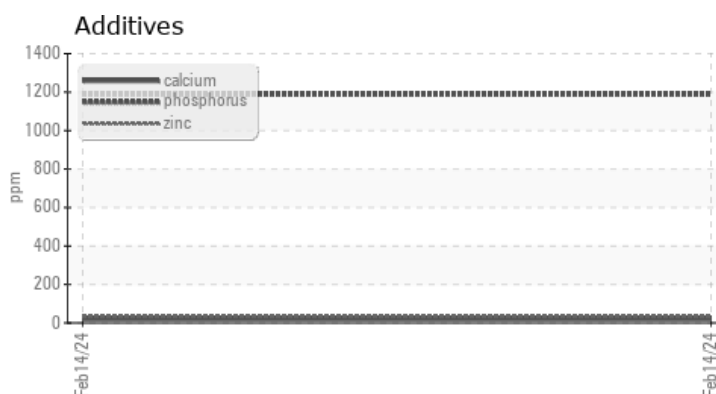 Additives
1400
1200
1000
800
600
400
200
0
ppm
calcium
phosphorus
zinc
Feb14/24
Feb14/24